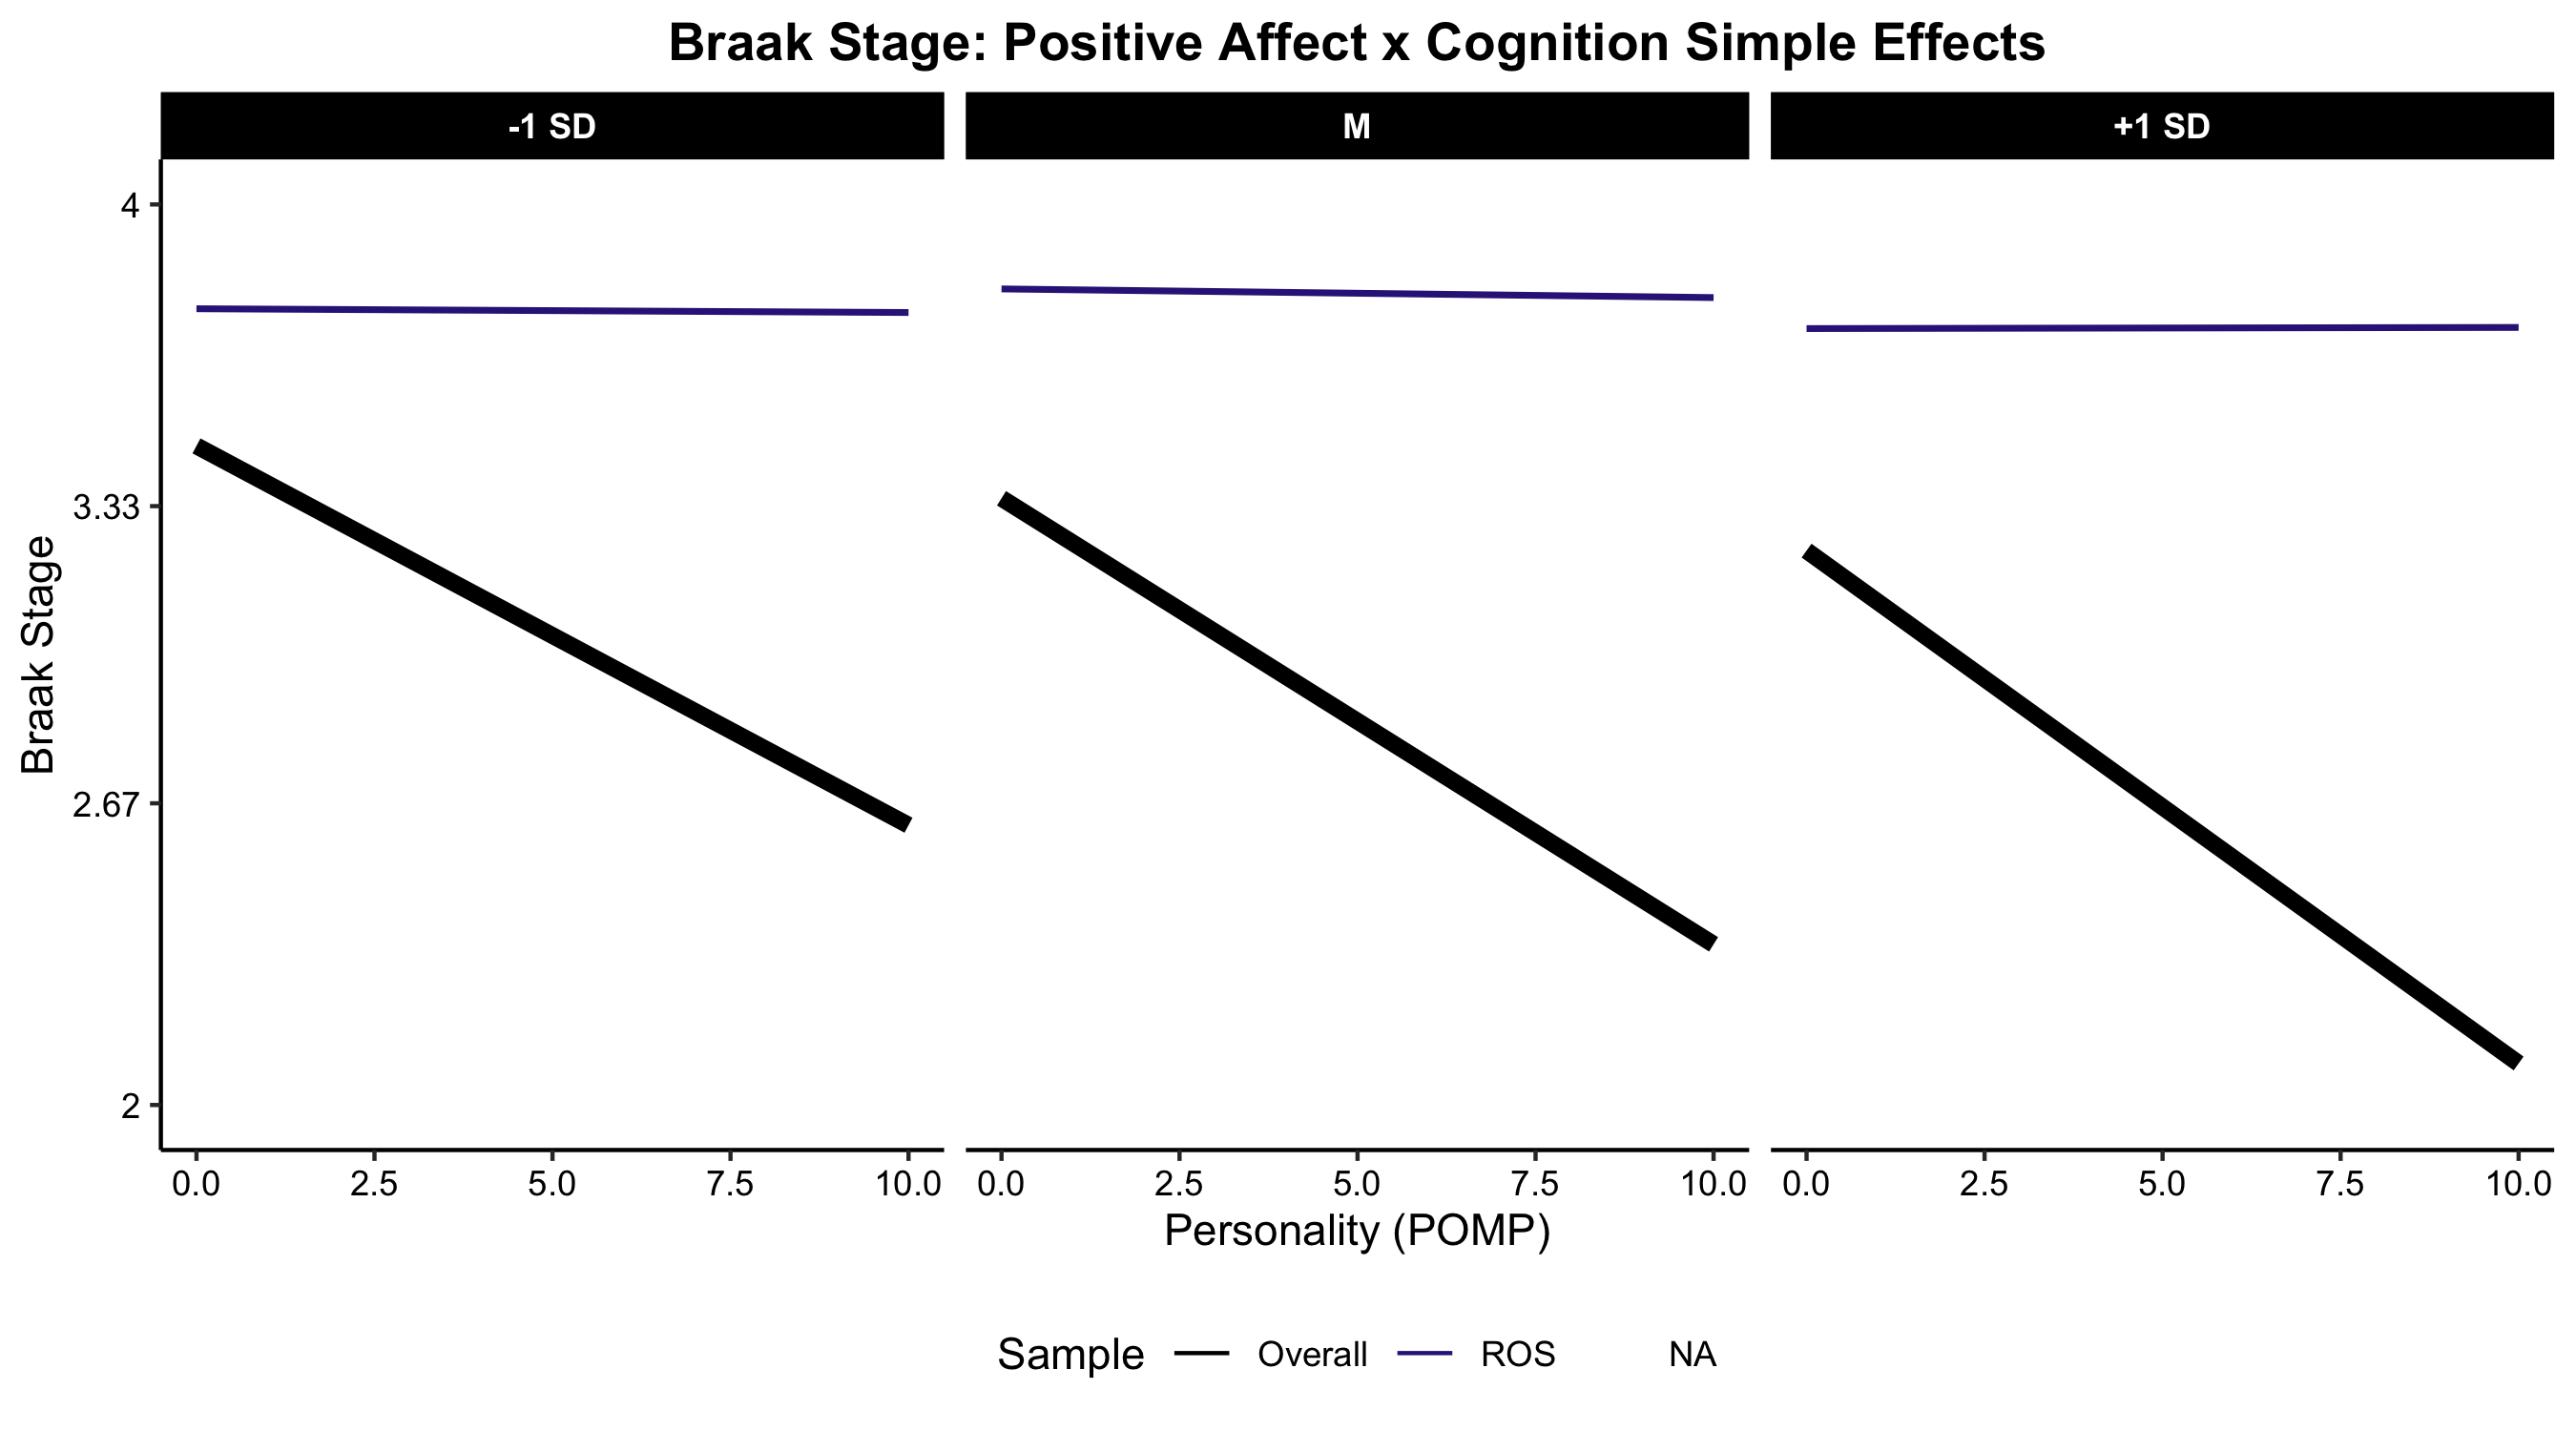 Braak Stage: Positive Affect x Cognition Simple Effects
-1 SD M +1 SD
4
3.33
2.67
2
Braak Stage
0.0 2.5 5.0 7.5 10.0 0.0 2.5 5.0 7.5 10.0 0.0 2.5 5.0 7.5 10.0
Personality (POMP)
Sample Overall ROS NA